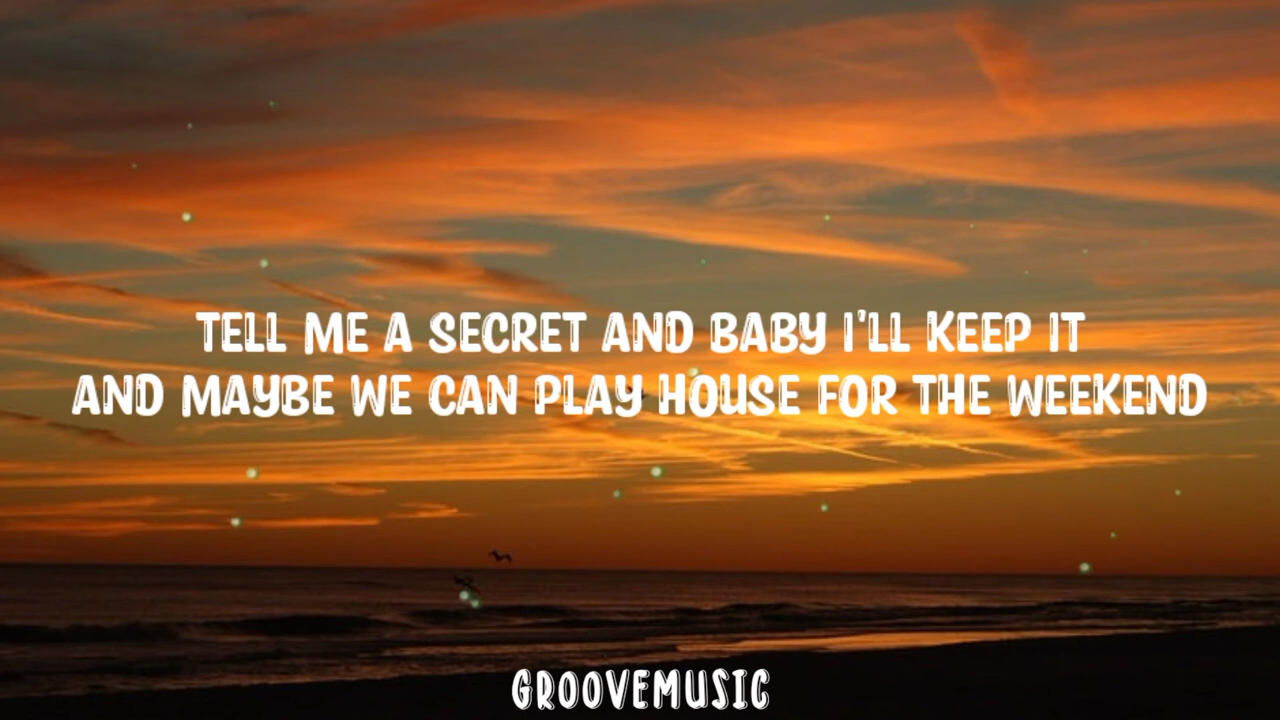 TELL ME A SECRET AND BABY I'LL KEEP IT
AND MAYBE WE CAN PLAY HOUSE FOR THE WEEKEND
GROOVEMUSIC